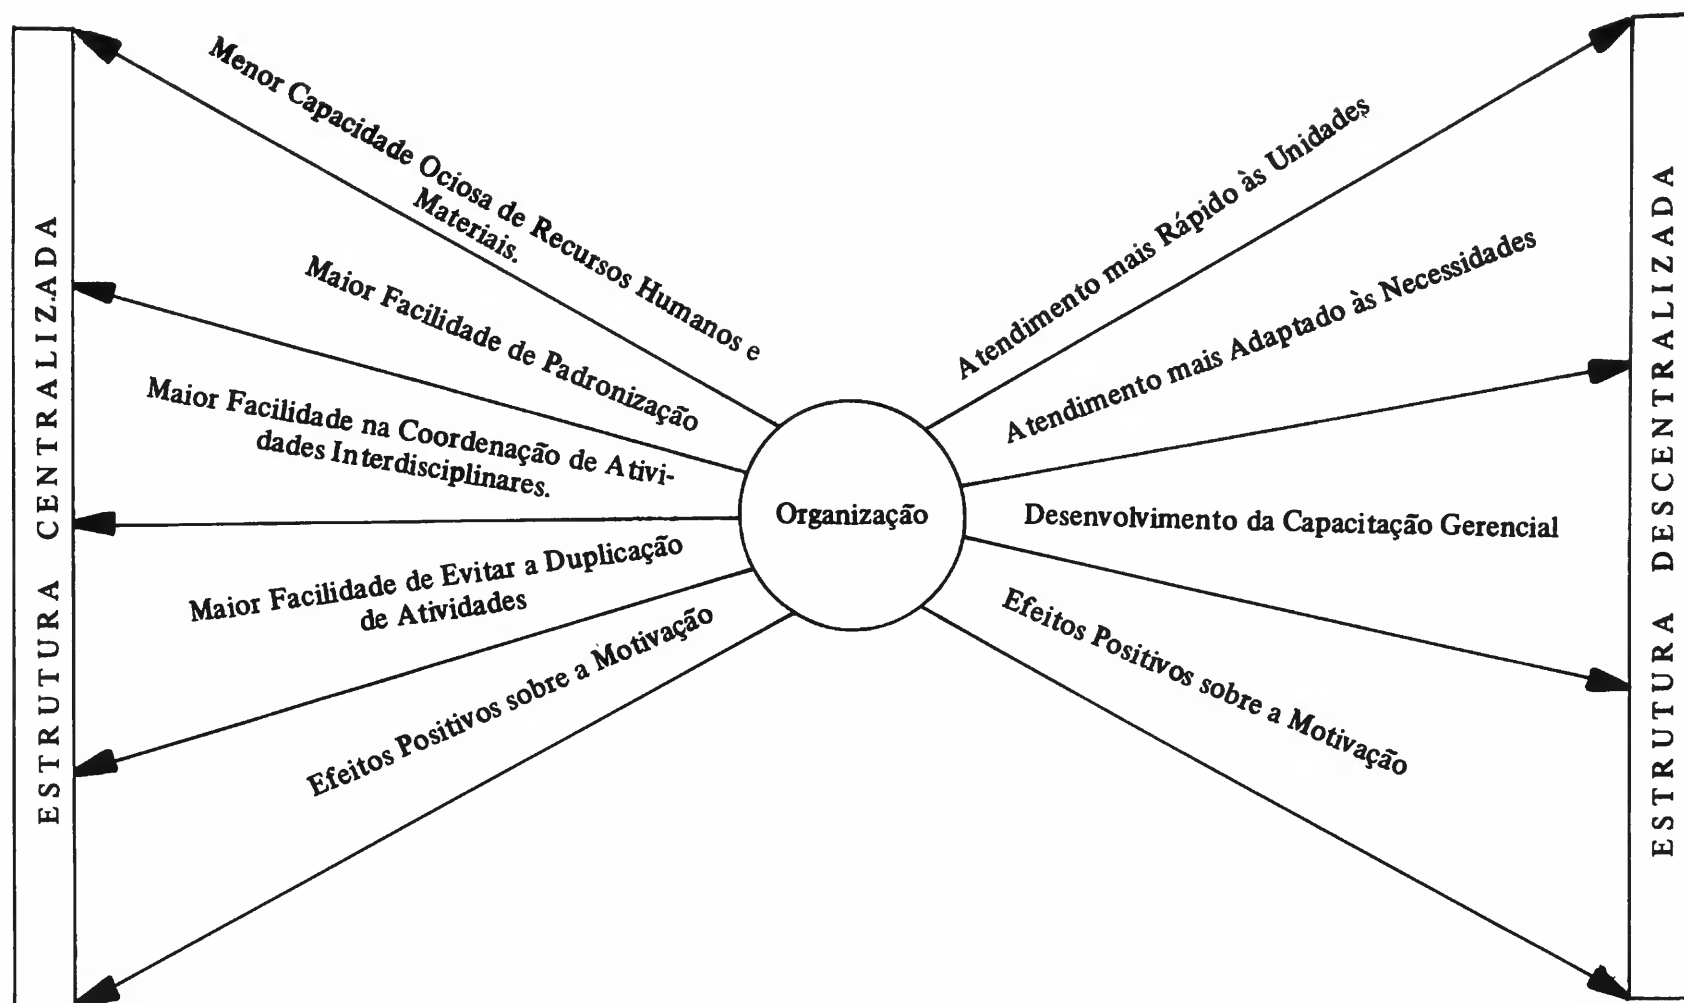 ESTRUTURA CENTRALIZADA
Menor Capacidade Ociosa de Recursos Humanos e
Materiais.
Maior Facilidade de Padronização
Maior Facilidade na Coordenação de Ativi-
dades Interdisciplinares.
Maior Facilidade de Evitar a Duplicação
de Atividades
Efeitos Positivos sobre a Motivação
Organização
Atendimento mais Rápido às Unidades
Atendimento mais Adaptado às Necessidades
Desenvolvimento da Capacitação Gerencial
Efeitos Positivos sobre a Motivação
ESTRUTURA DESCENTRALIZADA